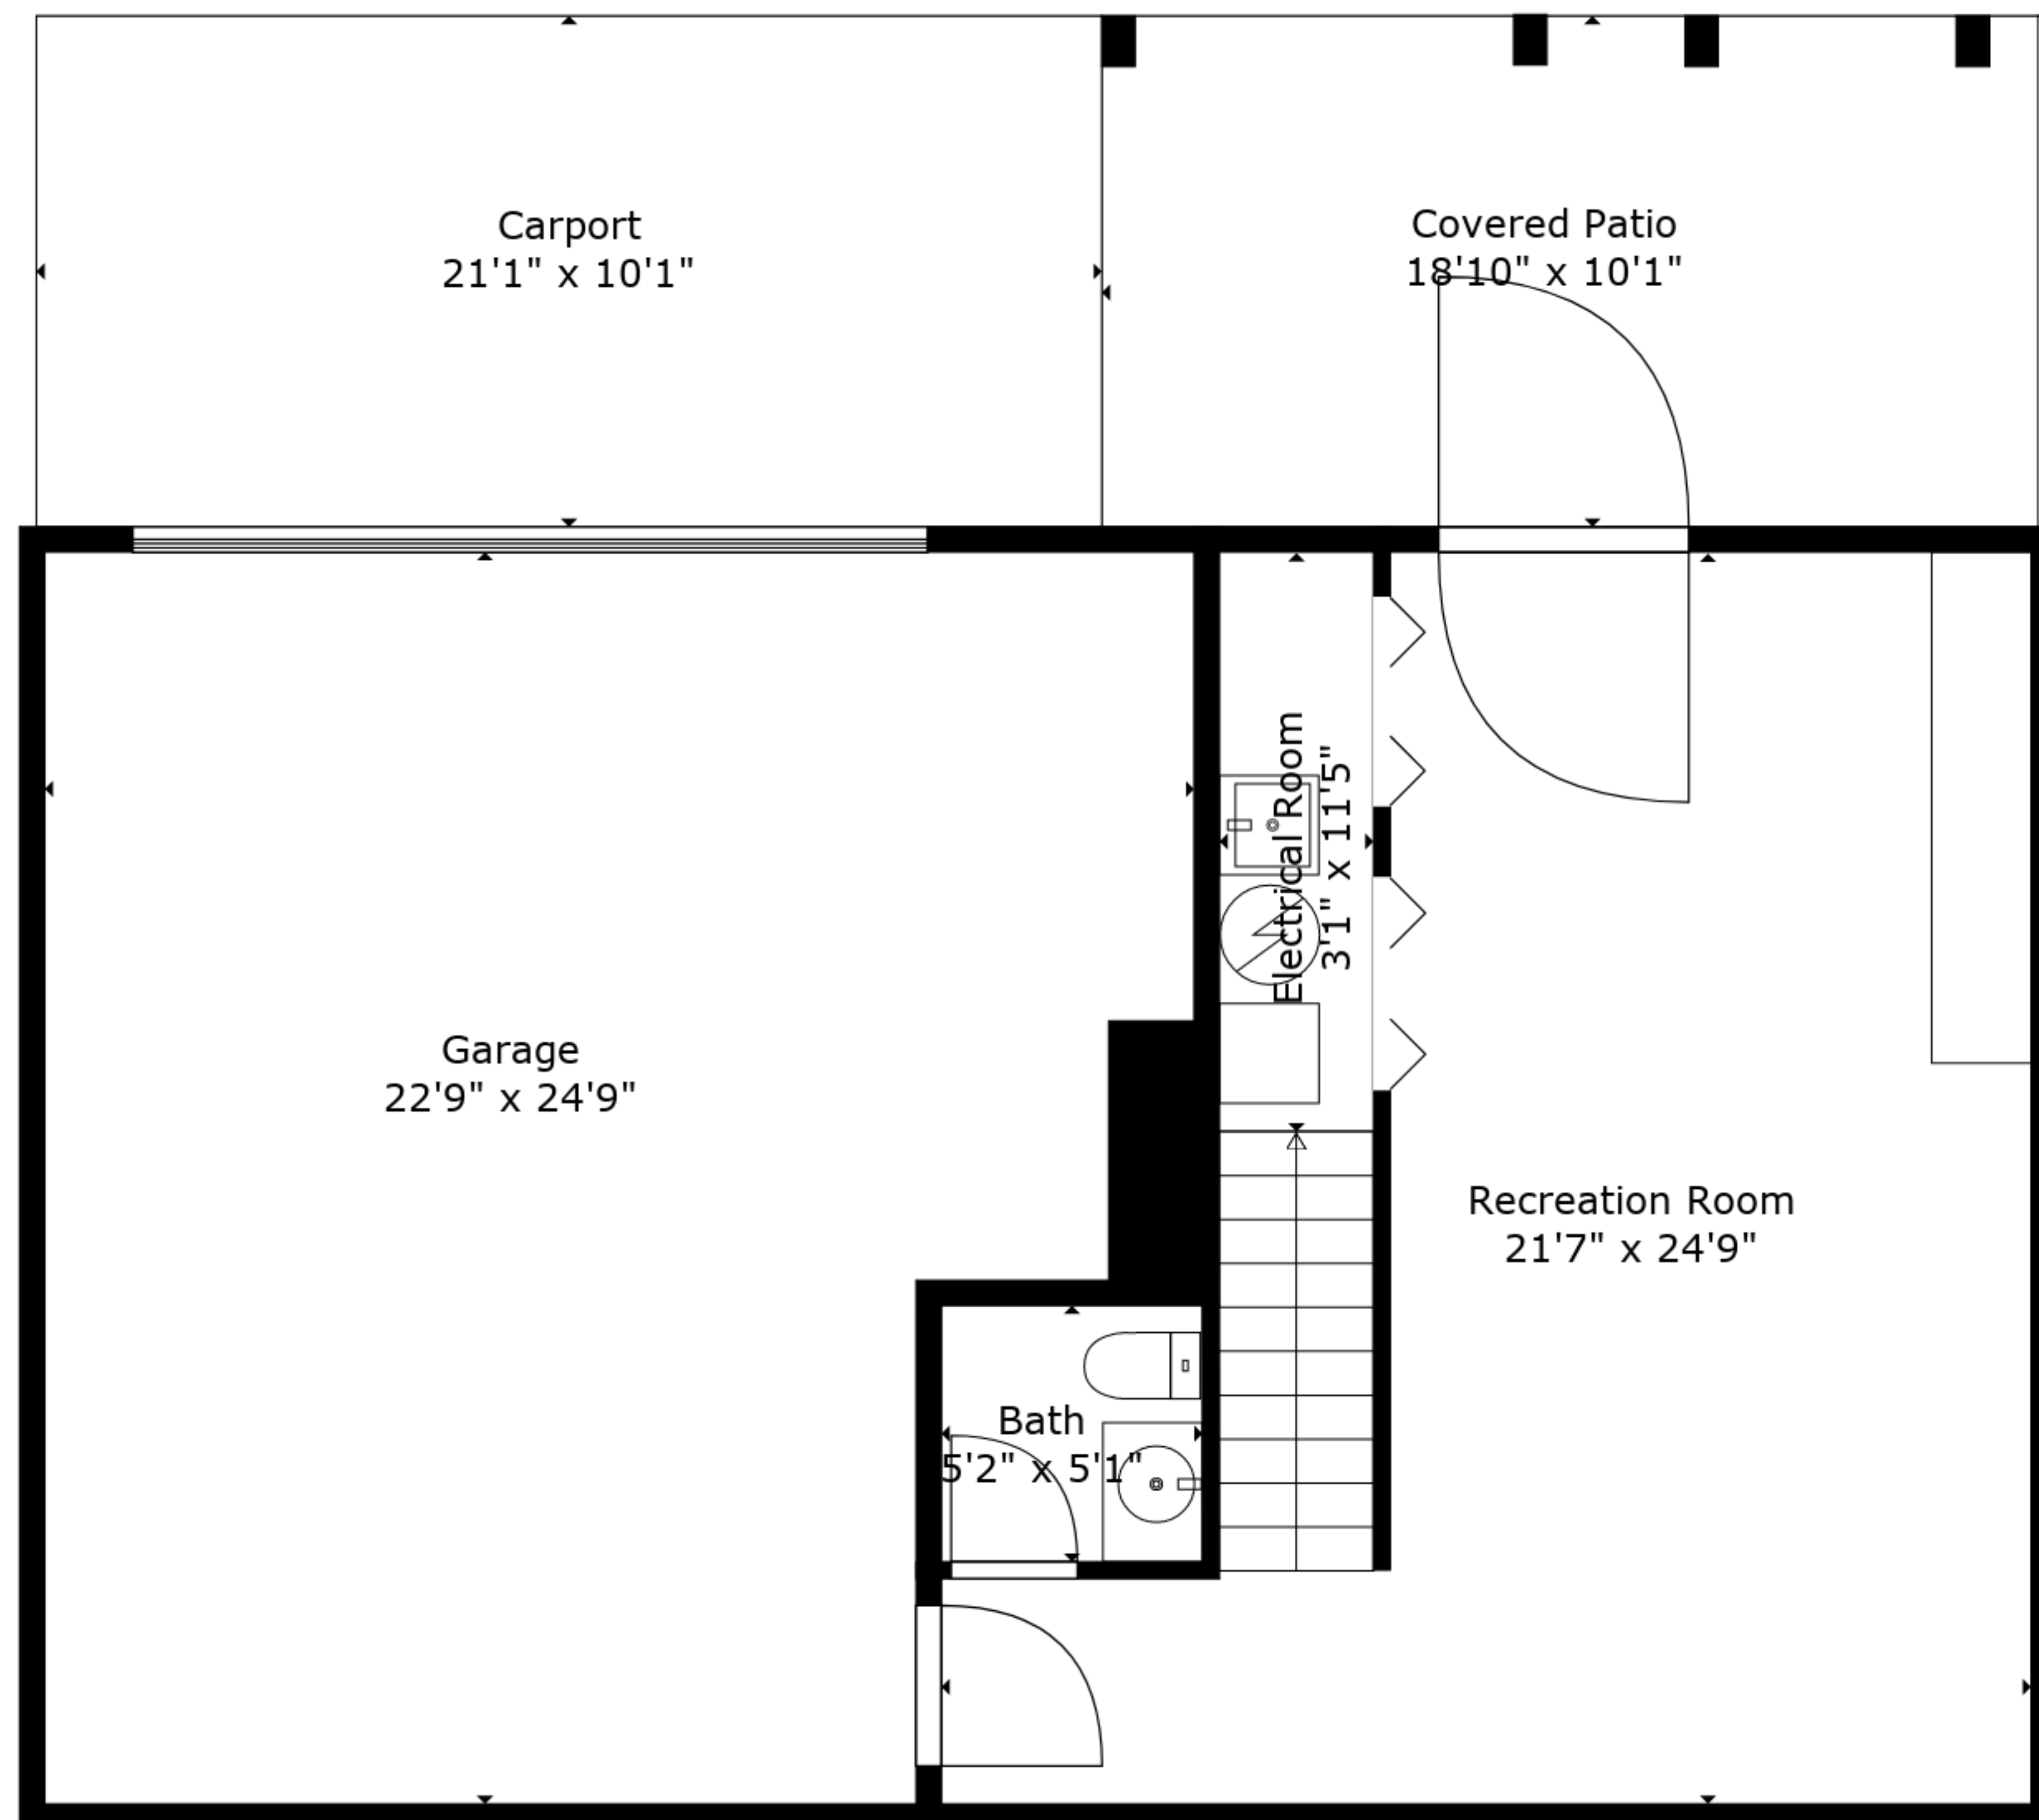 Carport
21'1" x 10'1"
Covered Patio
18'10" x 10'1"
Electrical Room
3'1" x 11'5"
Garage
22'9" x 24'9"
Recreation Room
21'7" x 24'9"
Bath
5'2" x 5'1"